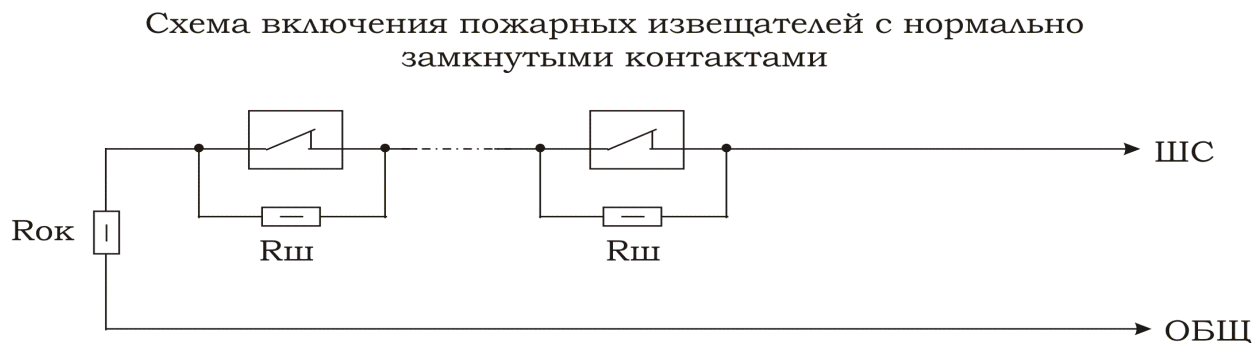 Схема включения пожарных извещателей с нормально
замкнутыми контактами
ШС
Rок
Rш
Rш
ОБЩ